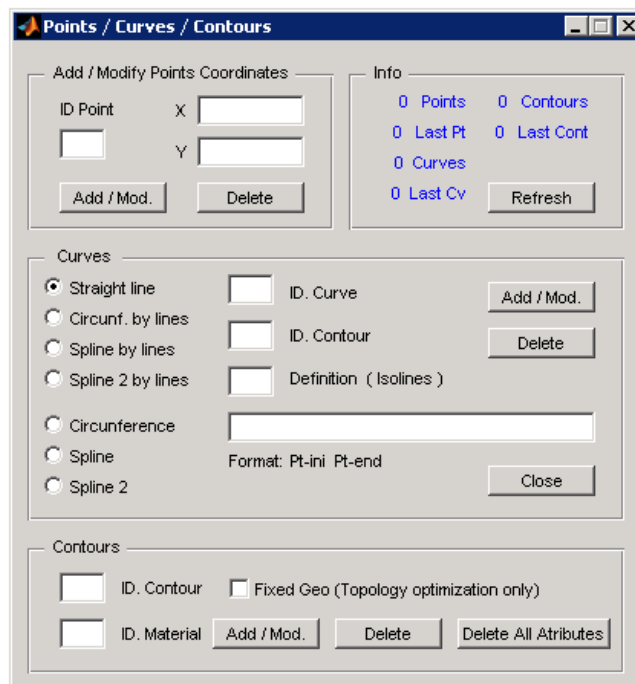 Points / Curves / Contours
Add / Modify Points Coordinates
ID Point
X
Y
Add / Mod.
Delete
Info
0 Points
0 Contours
0 Last Pt
0 Last Cont
0 Curves
0 Last Cv
Refresh
Curves
Straight line
Circunf. by lines
Spline by lines
Spline 2 by lines
Circunference
Spline
Spline 2
ID. Curve
ID. Contour
Definition ( Isolines )
Add / Mod.
Delete
Format: Pt-ini Pt-end
Close
Contours
ID. Contour
Fixed Geo (Topology optimization only)
ID. Material
Add / Mod.
Delete
Delete All Atributes